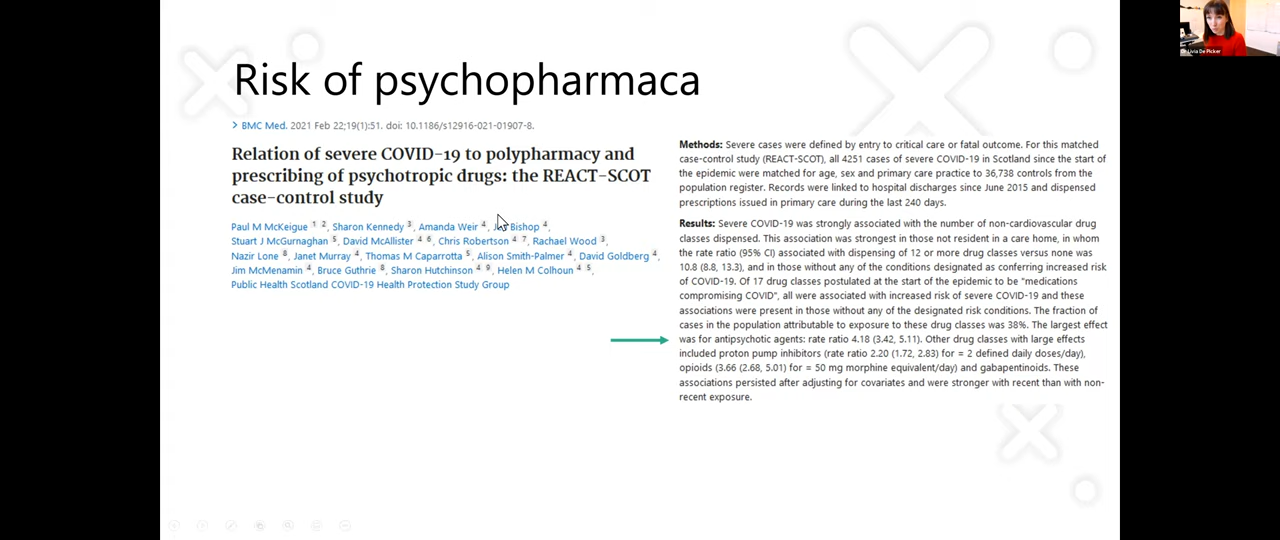 Risk of psychopharmaca
> BMC Med. 2021 Feb 22;19(1):51. doi: 10.1186/s12916-021-01907-8.
Relation of severe COVID-19 to polypharmacy and
prescribing of psychotropic drugs: the REACT-SCOT
case-control study
Paul M McKeigue 1 2, Sharon Kennedy 3, Amanda Weir 4, Bishop 4,
Stuart J McGurnaghan 5, David McAllister 4 6, Chris Robertson 4 7, Rachael Wood 3,
Nazir Lone 8, Janet Murray 4, Thomas M Caparrotta 5, Alison Smith-Palmer 4, David Goldberg 4,
Jim McMenamin 4, Bruce Guthrie 8, Sharon Hutchinson 4 9, Helen M Colhoun 4 5,
Public Health Scotland COVID-19 Health Protection Study Group
Methods: Severe cases were defined by entry to critical care or fatal outcome. For this matched
case-control study (REACT-SCOT), all 4251 cases of severe COVID-19 in Scotland since the start of
the epidemic were matched for age, sex and primary care practice to 36,738 controls from the
population register. Records were linked to hospital discharges since June 2015 and dispensed
prescriptions issued in primary care during the last 240 days.
Results: Severe COVID-19 was strongly associated with the number of non-cardiovascular drug
classes dispensed. This association was strongest in those not resident in a care home, in whom
the rate ratio (95% CI) associated with dispensing of 12 or more drug classes versus none was
10.8 (8.8, 13.3), and in those without any of the conditions designated as conferring increased risk
of COVID-19. Of 17 drug classes postulated at the start of the epidemic to be "medications
compromising COVID", all were associated with increased risk of severe COVID-19 and these
associations were present in those without any of the designated risk conditions. The fraction of
cases in the population attributable to exposure to these drug classes was 38%. The largest effect
was for antipsychotic agents: rate ratio 4.18 (3.42, 5.11). Other drug classes with large effects
included proton pump inhibitors (rate ratio 2.20 (1.72, 2.83) for = 2 defined daily doses/day),
opioids (3.66 (2.68, 5.01) for = 50 mg morphine equivalent/day) and gabapentinoids. These
associations persisted after adjusting for covariates and were stronger with recent than with non-
recent exposure.
Livia De Picker